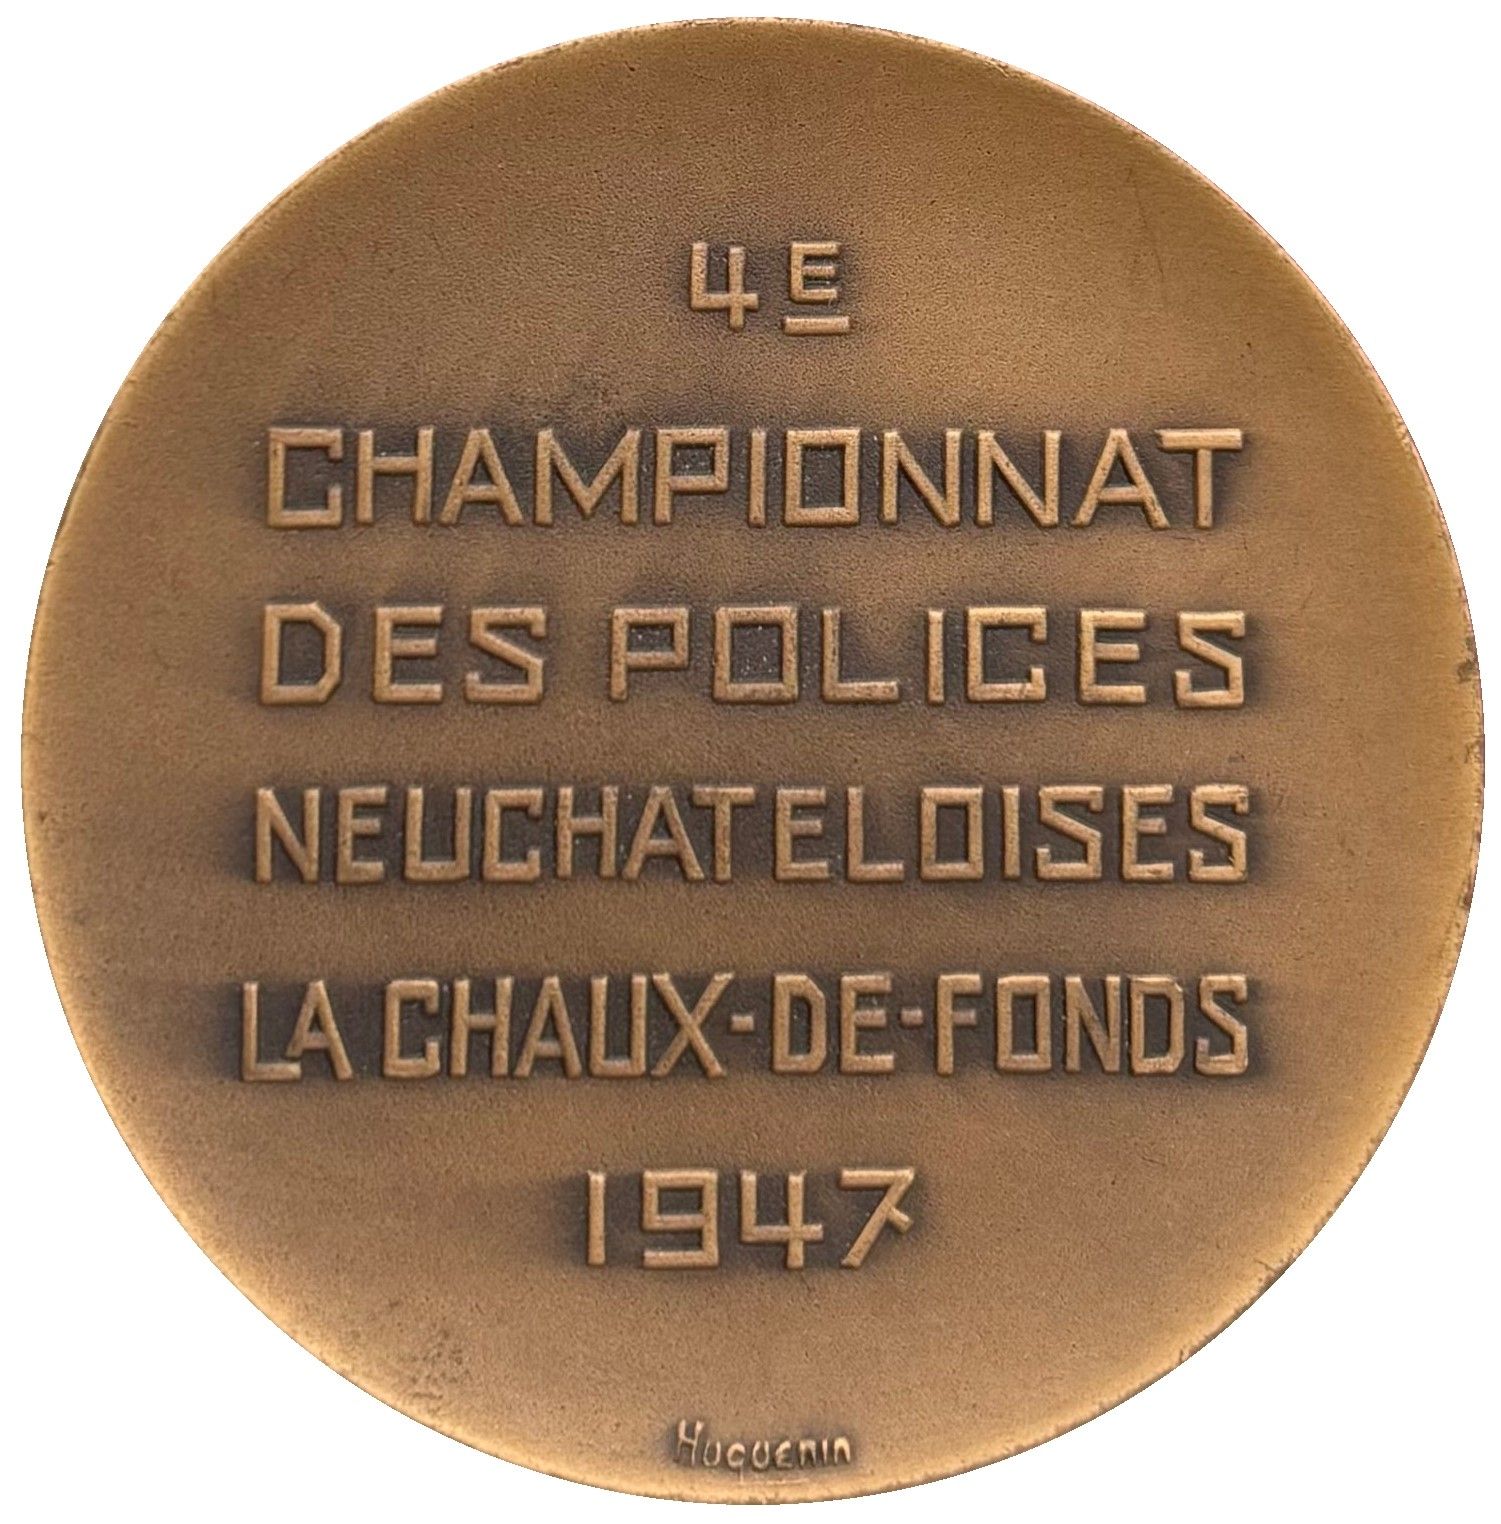 4E
CHAMPIONNAT
DES POLICES
NEUCHATELOISES
LA CHAUX-DE-FONDS
1947
HUGUENIN